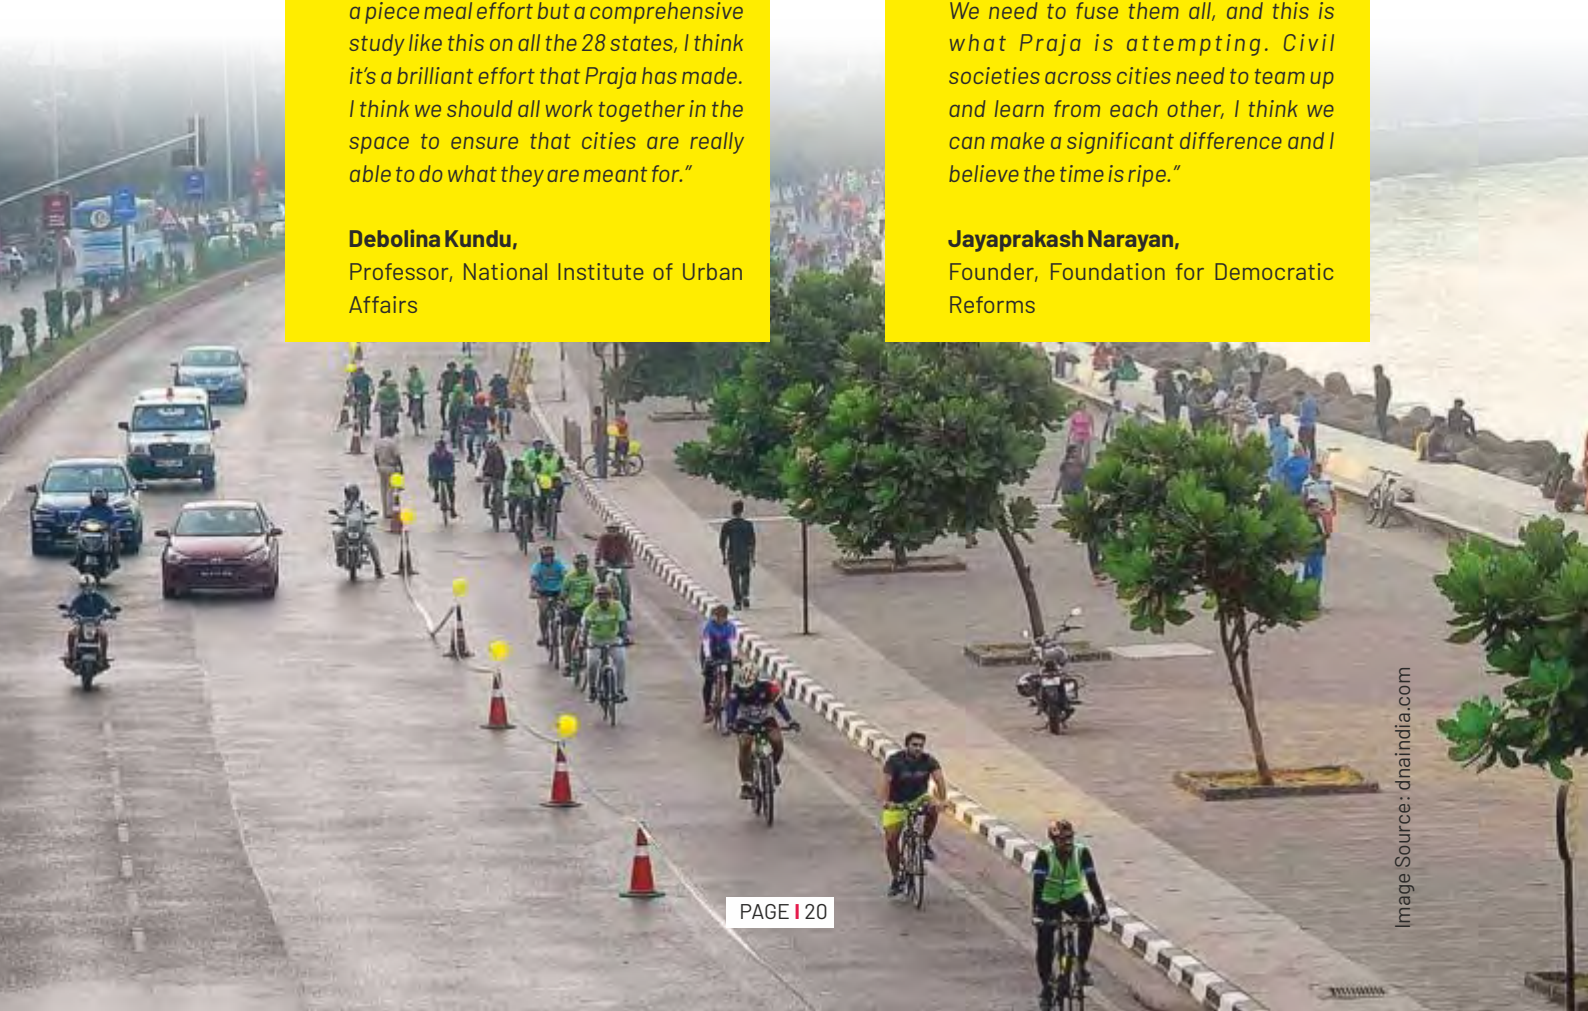 a piece meal effort but a comprehensive
study like this on all the 28 states, I think
it's a brilliant effort that Praja has made.
I think we should all work together in the
space to ensure that cities are really
able to do what they are meant for."
Debolina Kundu,
Professor, National Institute of Urban
Affairs
We need to fuse them all, and this is
what Praja is attempting. Civil
societies across cities need to team up
and learn from each other, I think we
can make a significant difference and I
believe the time is ripe."
Jayaprakash Narayan,
Founder, Foundation for Democratic
Reforms
Image Source: dnaindia.com
PAGE I 20